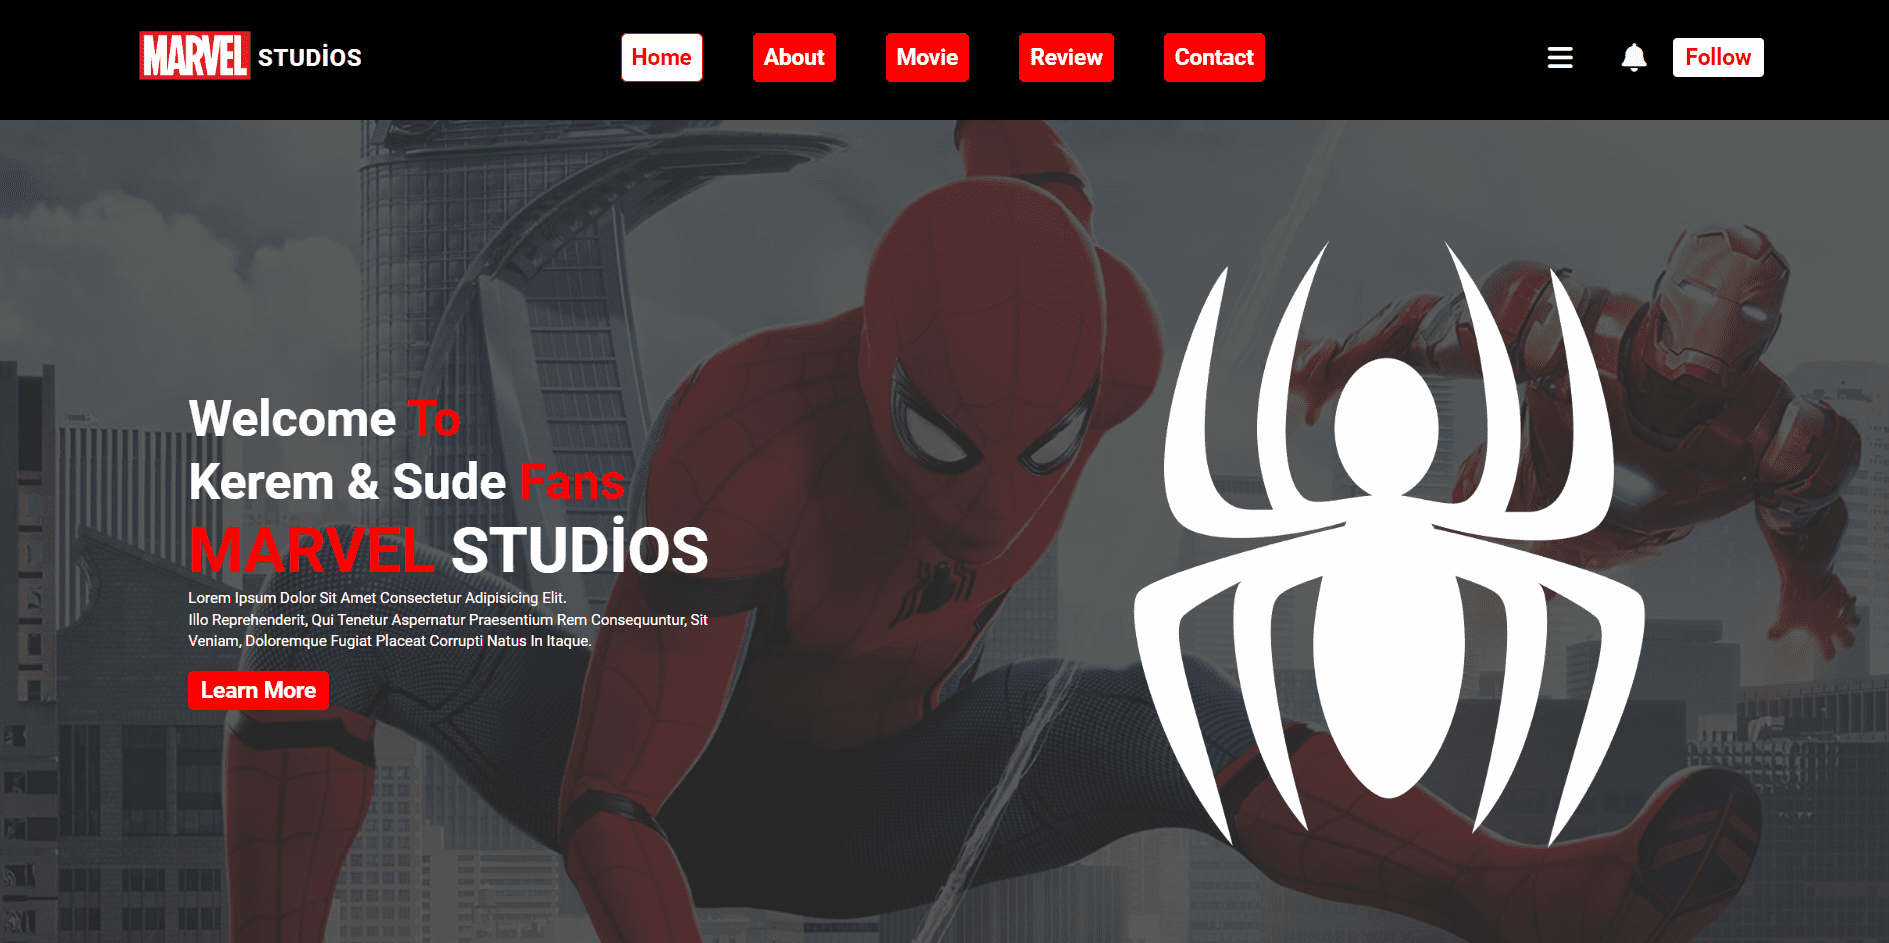 MARVEL STUDİOS
Home
About
Movie
Review
Contact
Follow
Welcome To
Kerem & Sude Fans
MARVEL STUDİOS
Lorem Ipsum Dolor Sit Amet Consectetur Adipisicing Elit.
Illo Reprehenderit, Qui Tenetur Aspernatur Praesentium Rem Consequuntur, Sit
Veniam, Doloremque Fugiat Placeat Corrupti Natus In Itaque.
Learn More